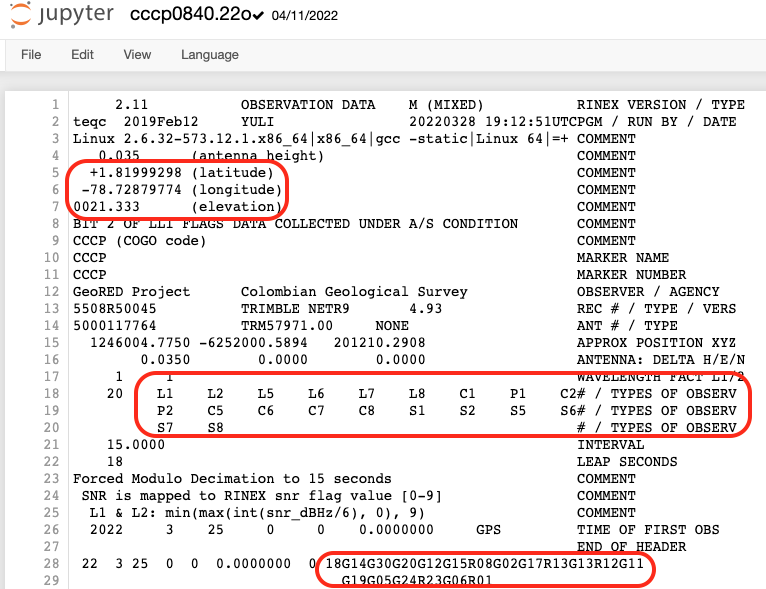 jupyter cccp0840.22o✔ 04/11/2022
File Edit View Language
1 2.11 OBSERVATION DATA M (MIXED) RINEX VERSION / TYPE
2 teqc 2019Feb12 YULI 20220328 19:12:51UTCPGM / RUN BY / DATE
3 Linux 2.6.32-573.12.1.x86_64|x86_64|gcc -static|Linux 64|=+ COMMENT
4 0.035 (antenna height) COMMENT
5 +1.81999298 (latitude) COMMENT
6 -78.72879774 (longitude) COMMENT
7 0021.333 (elevation) COMMENT
8 BIT 2 OF LLI FLAGS DATA COLLECTED UNDER A/S CONDITION COMMENT
9 CCCP (COGO code) COMMENT
10 CCCP MARKER NAME
11 CCCP MARKER NUMBER
12 GeoRED Project Colombian Geological Survey OBSERVER / AGENCY
13 5508R50045 TRIMBLE NETR9 4.93 REC # / TYPE / VERS
14 5000117764 TRM57971.00 NONE ANT # / TYPE
15 1246004.7750 -6252000.5894 201210.2908 APPROX POSITION XYZ
16 0.0350 0.0000 0.0000 ANTENNA: DELTA H/E/N
17 1 1 WAVELENGTH FACT L1/2
18 20 L1 L2 L5 L6 L7 L8 C1 P1 C2# / TYPES OF OBSERV
19 P2 C5 C6 C7 C8 S1 S2 S5 S6# / TYPES OF OBSERV
20 S7 S8 # / TYPES OF OBSERV
21 15.0000 INTERVAL
22 18 LEAP SECONDS
23 Forced Modulo Decimation to 15 seconds COMMENT
24 SNR is mapped to RINEX snr flag value [0-9] COMMENT
25 L1 & L2: min(max(int(snr_dBHz/6), 0), 9) COMMENT
26 2022 3 25 0 0 0.0000000 GPS TIME OF FIRST OBS
27 END OF HEADER
28 22 3 25 0 0 0.0000000 0 18G14G30G20G12G15R08G02G17R13G13R12G11
29 G19G05G24R23G06R01